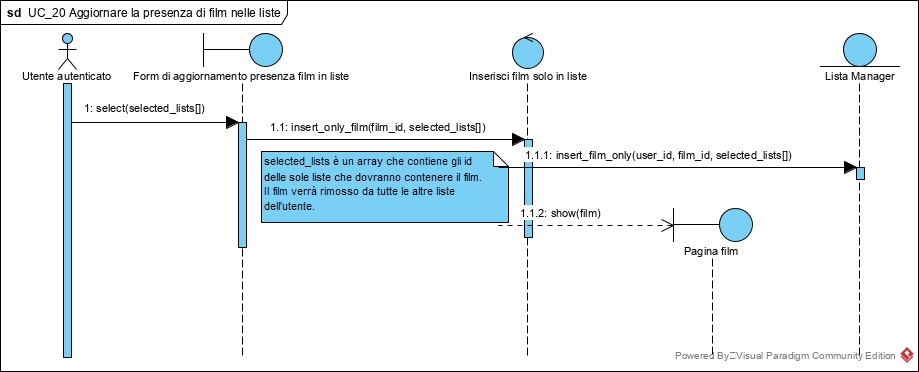 sd UC_20 Aggiornare la presenza di film nelle liste
Utente autenticato
Form di aggiornamento presenza film in liste
Inserisci film solo in liste
Lista Manager
1: select(selected_lists[])
1.1: insert_only_film(film_id, selected_lists[])
1.1.1: insert_film_only(user_id, film_id, selected_lists[])
selected_lists è un array che contiene gli id
delle sole liste che dovranno contenere il film.
Il film verrà rimosso da tutte le altre liste
dell'utente.
1.1.2: show(film)
Pagina film
Powered By Visual Paradigm Community Edition